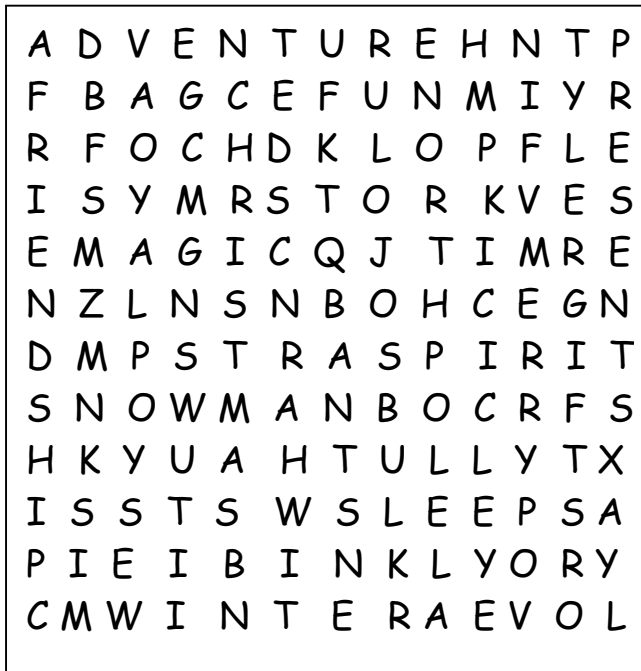 A D V E N T U R E H N T P
F B A G C E F U N M I Y R
R F O C H D K L O P F L E
I S Y M R S T O R K V E S
E M A G I C Q J T I M R E
N Z L N S N B O H C E G N
D M P S T R A S P I R I T
S N O W M A N B O C R F S
H K Y U A H T U L L Y T X
I S S T S W S L E E P S A
P I E I B I N K L Y O R Y
C M W I N T E R A E V O L